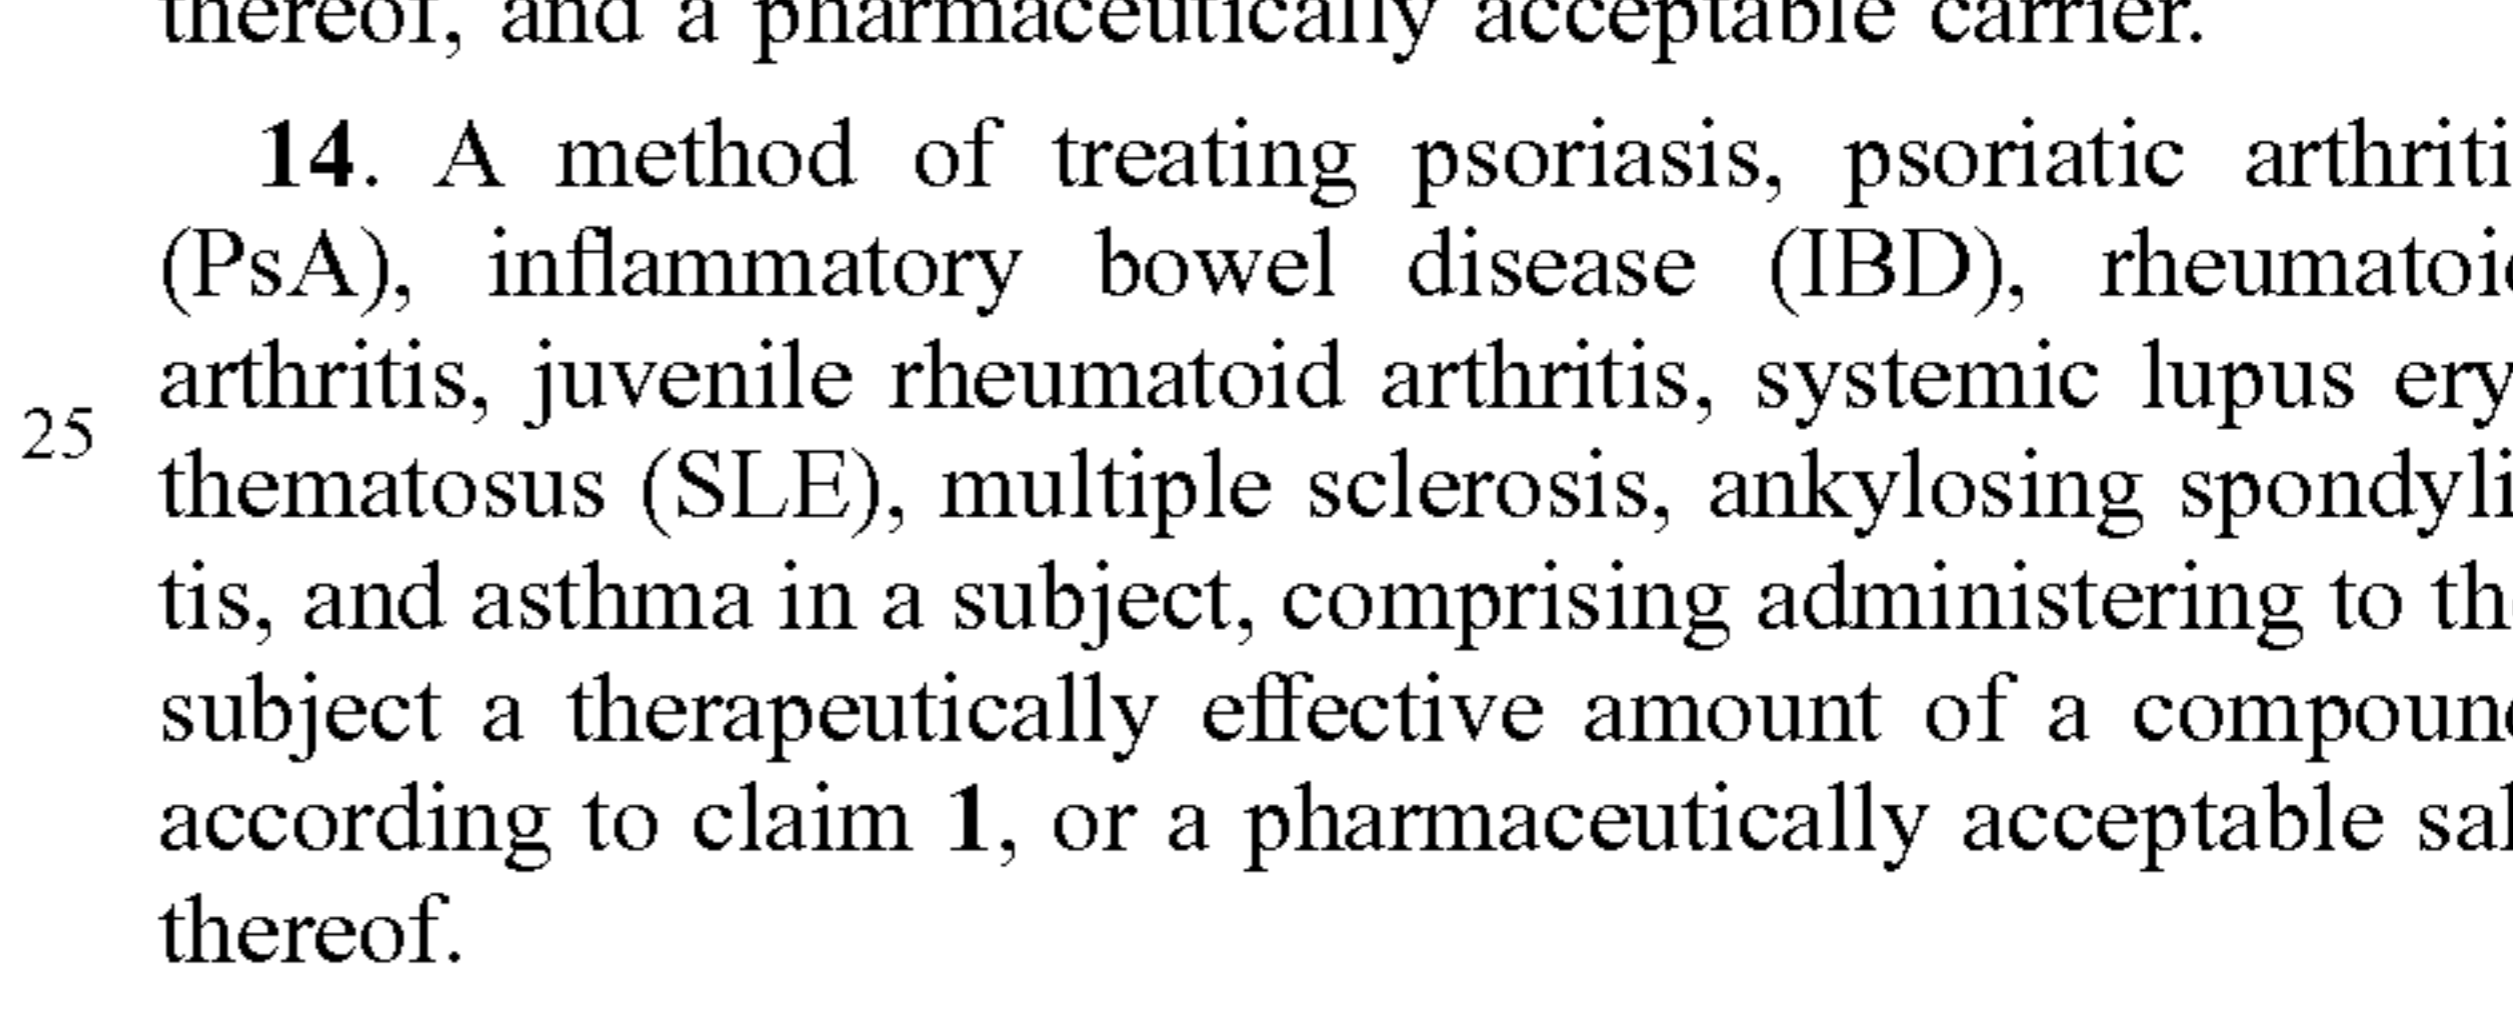 thereof, and a pharmaceutically acceptable carrier.
14. A method of treating psoriasis, psoriatic arthriti
(PsA), inflammatory bowel disease (IBD), rheumatoid
arthritis, juvenile rheumatoid arthritis, systemic lupus ery
25
thematosus (SLE), multiple sclerosis, ankylosing spondyli
tis, and asthma in a subject, comprising administering to th
subject a therapeutically effective amount of a compound
according to claim 1, or a pharmaceutically acceptable sal
thereof.